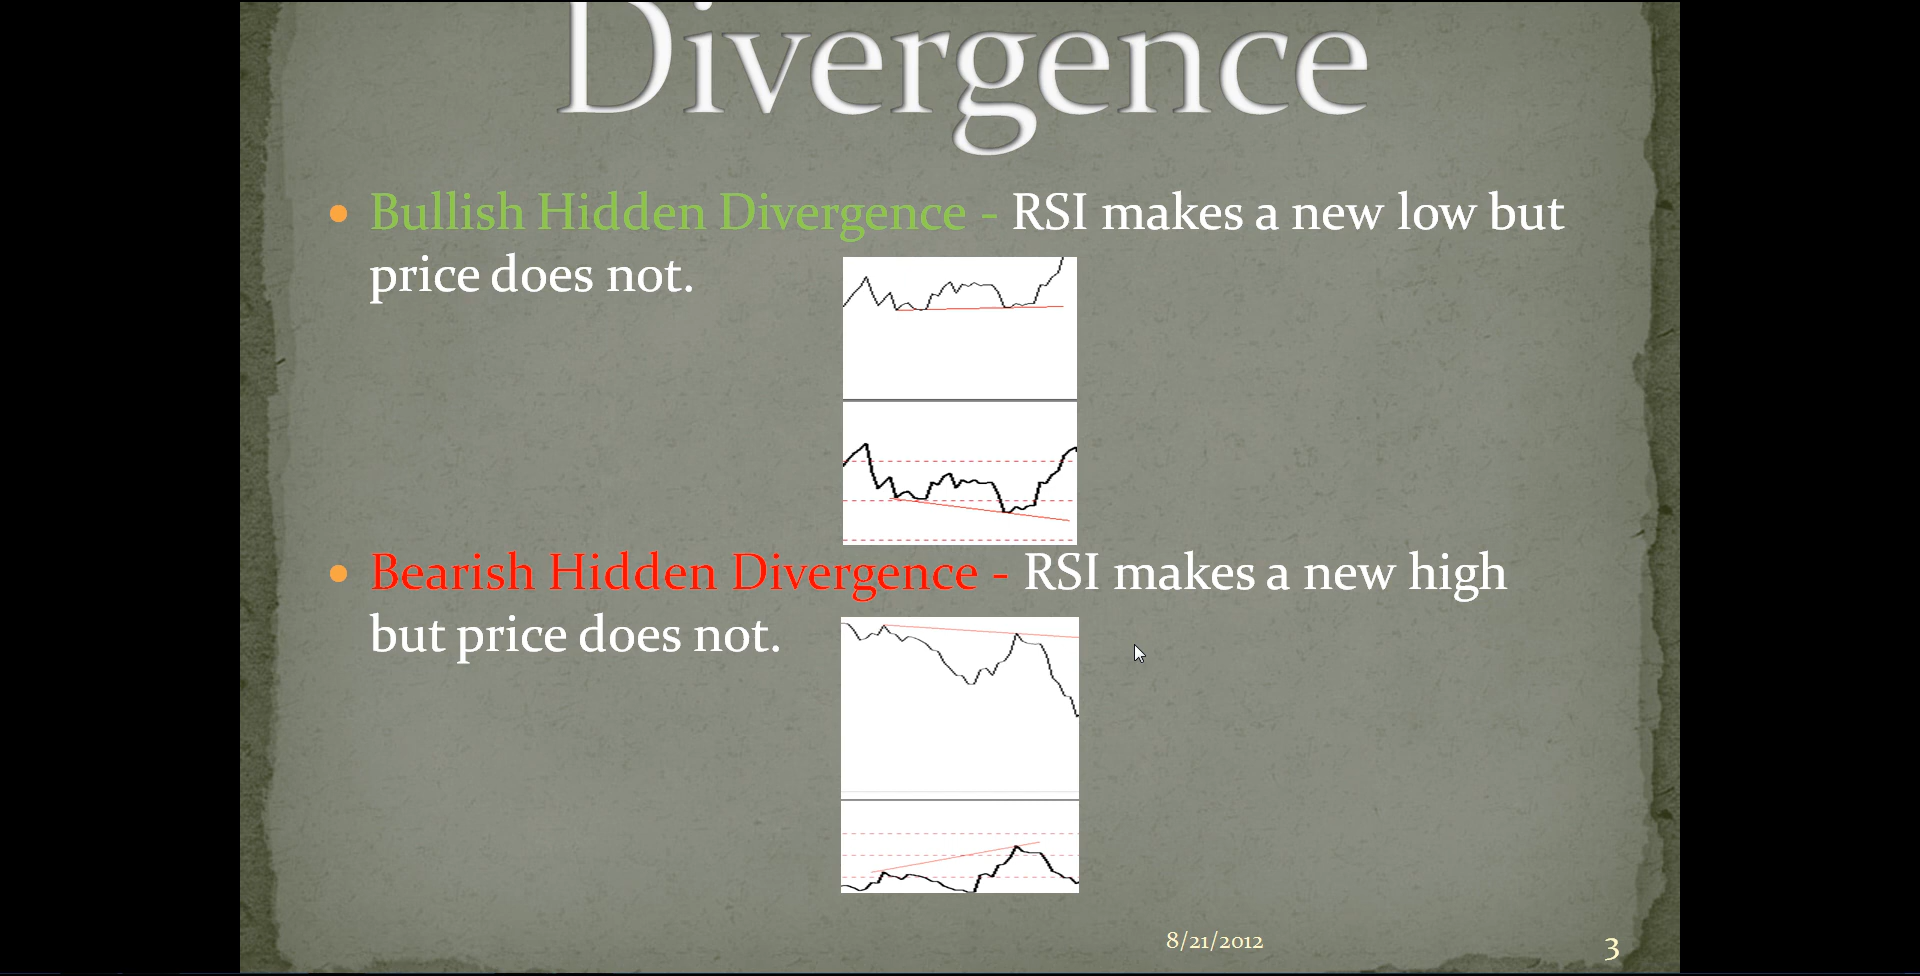 Divergence
Bullish Hidden Divergence - RSI makes a new low but
price does not.
Bearish Hidden Divergence - RSI makes a new high
but price does not.
8/21/2012
3